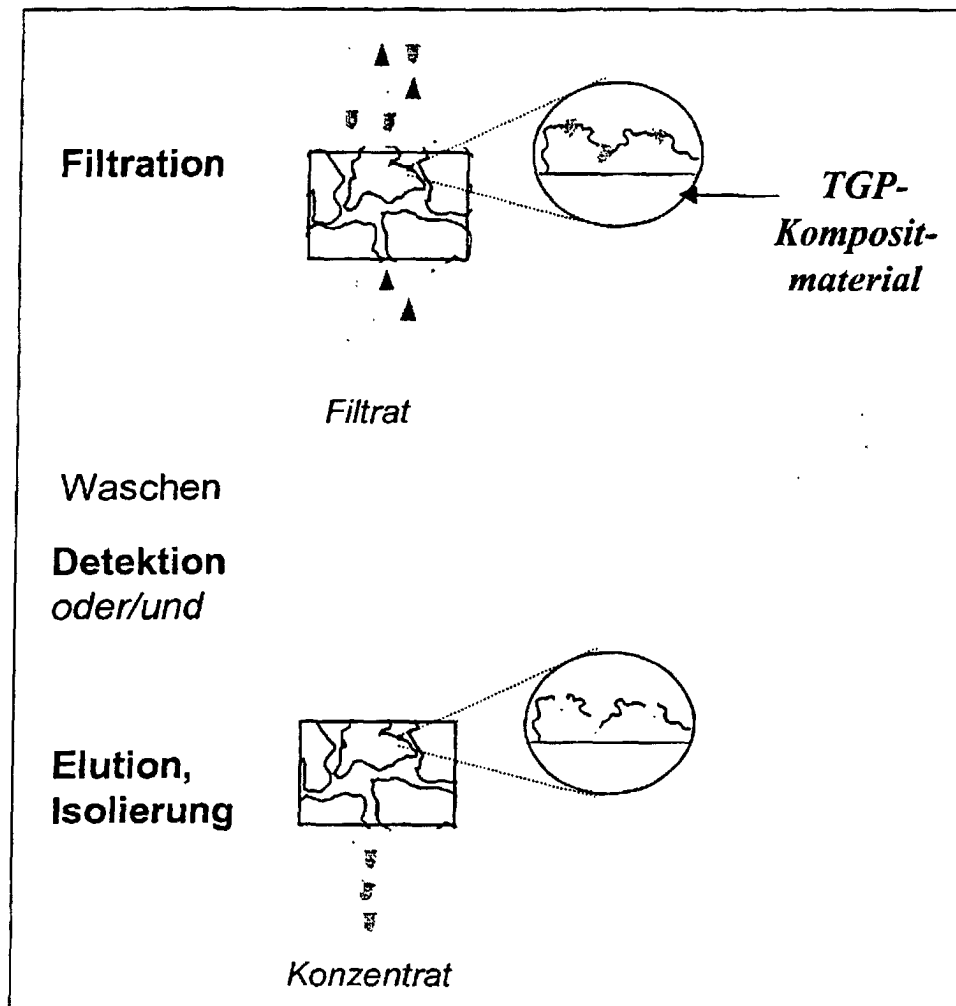 Filtration
TGP-
Komposit-
material
Filtrat
Waschen
Detektion
oder/und
Elution,
Isolierung
Konzentrat